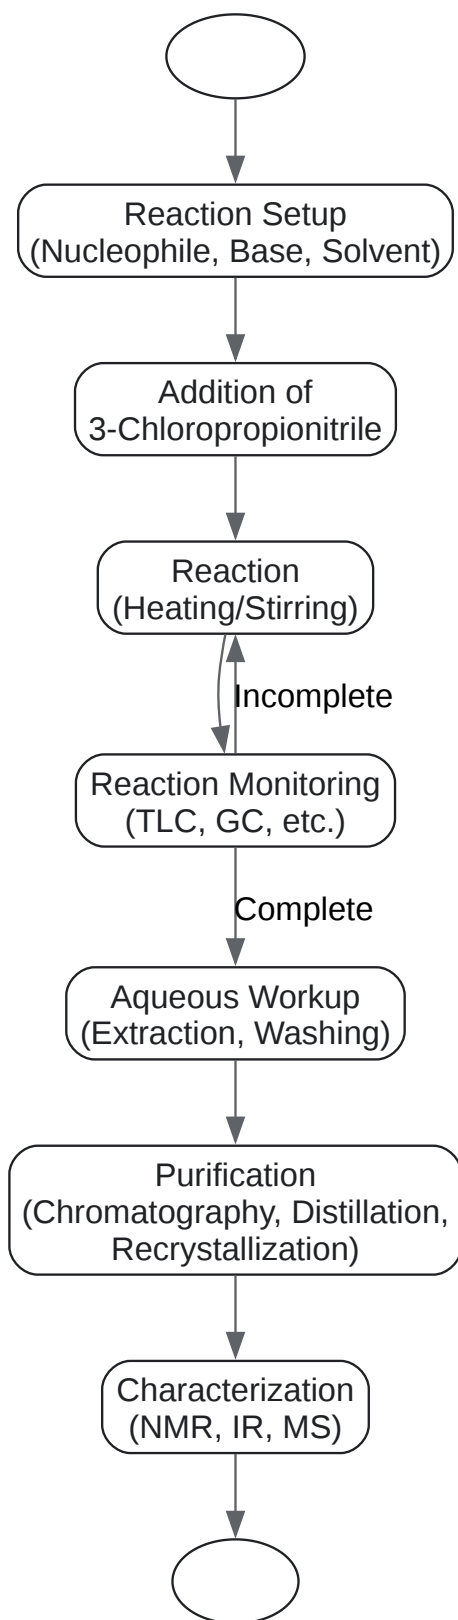 Reaction Setup
(Nucleophile, Base, Solvent)
Addition of
3-Chloropropionitrile
Reaction
(Heating/Stirring)
Incomplete
Reaction Monitoring
(TLC, GC, etc.)
Complete
Aqueous Workup
(Extraction, Washing)
Purification
(Chromatography, Distillation,
Recrystallization)
Characterization
(NMR, IR, MS)